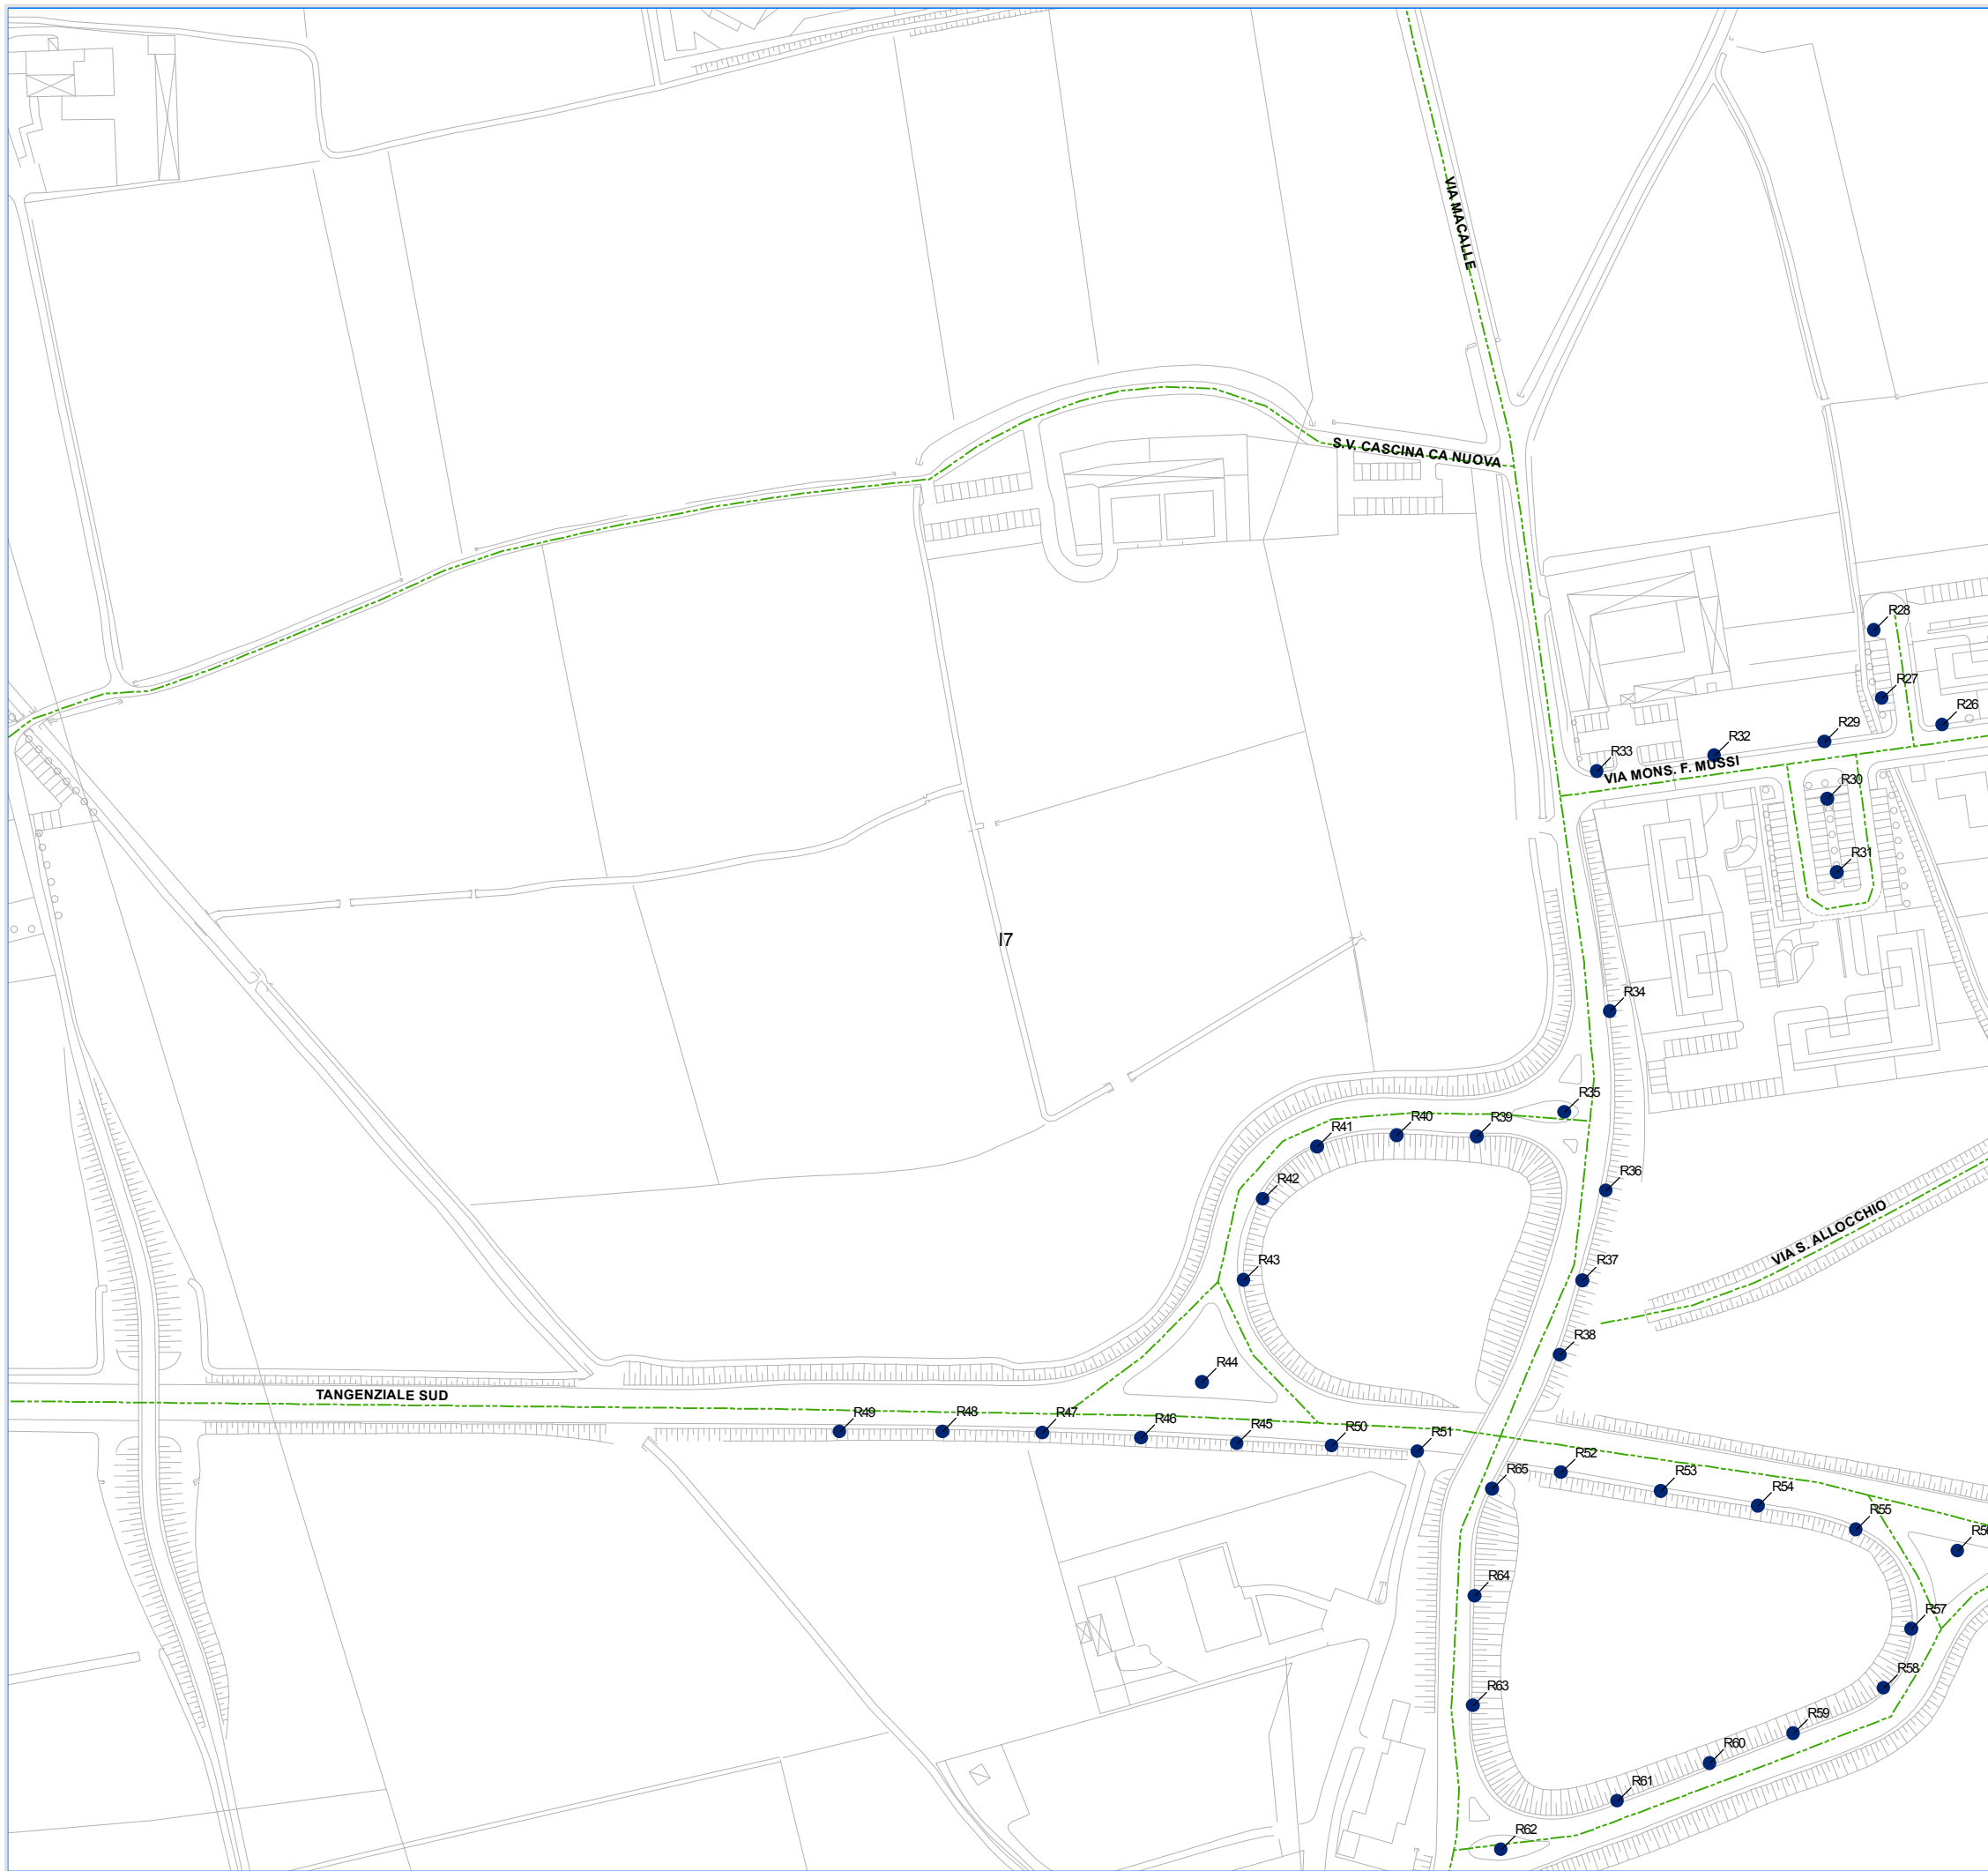 VIA MACALLE
S.V. CASCINA CA NUOVA
R28
R27
R26
R29
R32
R33
VIA MONS. F. MUSSI
R30
R31
I7
R34
R35
R39
R40
R41
R42
R36
VIA S. ALLOCCHIO
R37
R43
R38
R44
TANGENZIALE SUD
R49
R48
R47
R46
R45
R50
R51
R52
R65
R53
R54
R55
R64
R57
R58
R63
R59
R60
R61
R62